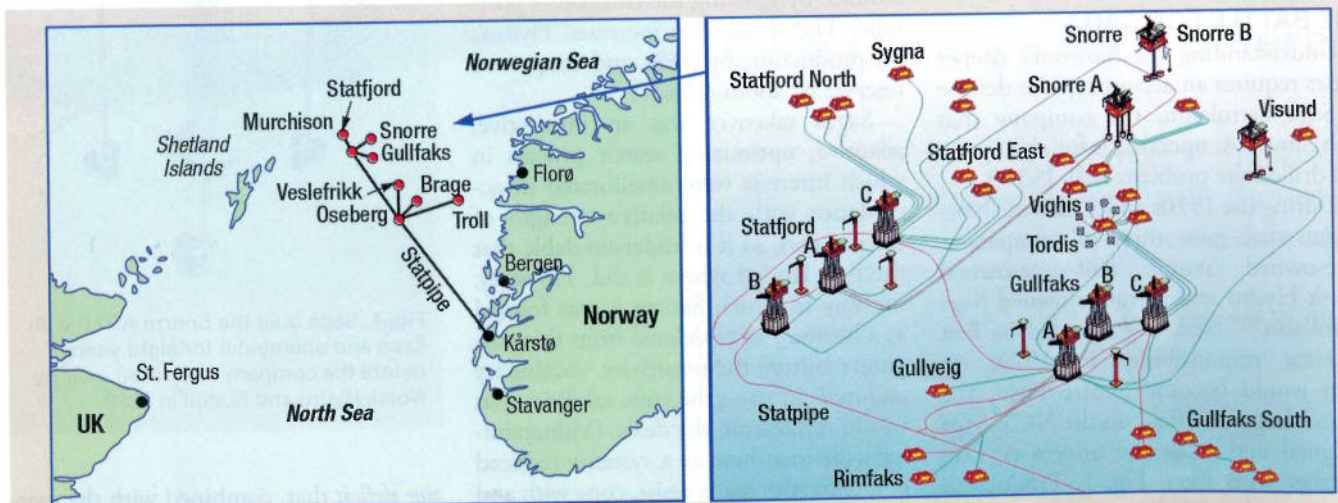 Norwegian Sea
Statfjord
Murchison
Snorre
Gullfaks
Shetland
Islands
Veslefrikk
Brage
Oseberg
Troll
Florø
Statpipe
Bergen
Norway
Kårstø
St. Fergus
Stavanger
North Sea
UK
Snorre
Snorre B
Sygna
Statfjord North
Snorre A
Visund
Statfjord East
C
Vighis
Statfjord
A
Tordis
B
Gullfaks
B
C
A
Gullveig
Statpipe
Gullfaks South
Rimfaks